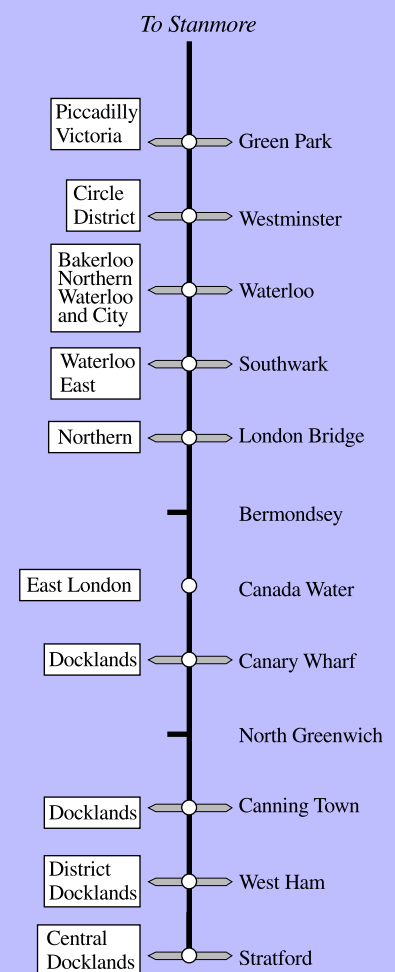 To Stanmore
Piccadilly
Victoria
Green Park
Circle
District
Westminster
Bakerloo
Northern
Waterloo
and City
Waterloo
Waterloo
East
Southwark
Northern
London Bridge
Bermondsey
East London
Canada Water
Docklands
Canary Wharf
North Greenwich
Docklands
Canning Town
District
Docklands
West Ham
Central
Docklands
Stratford